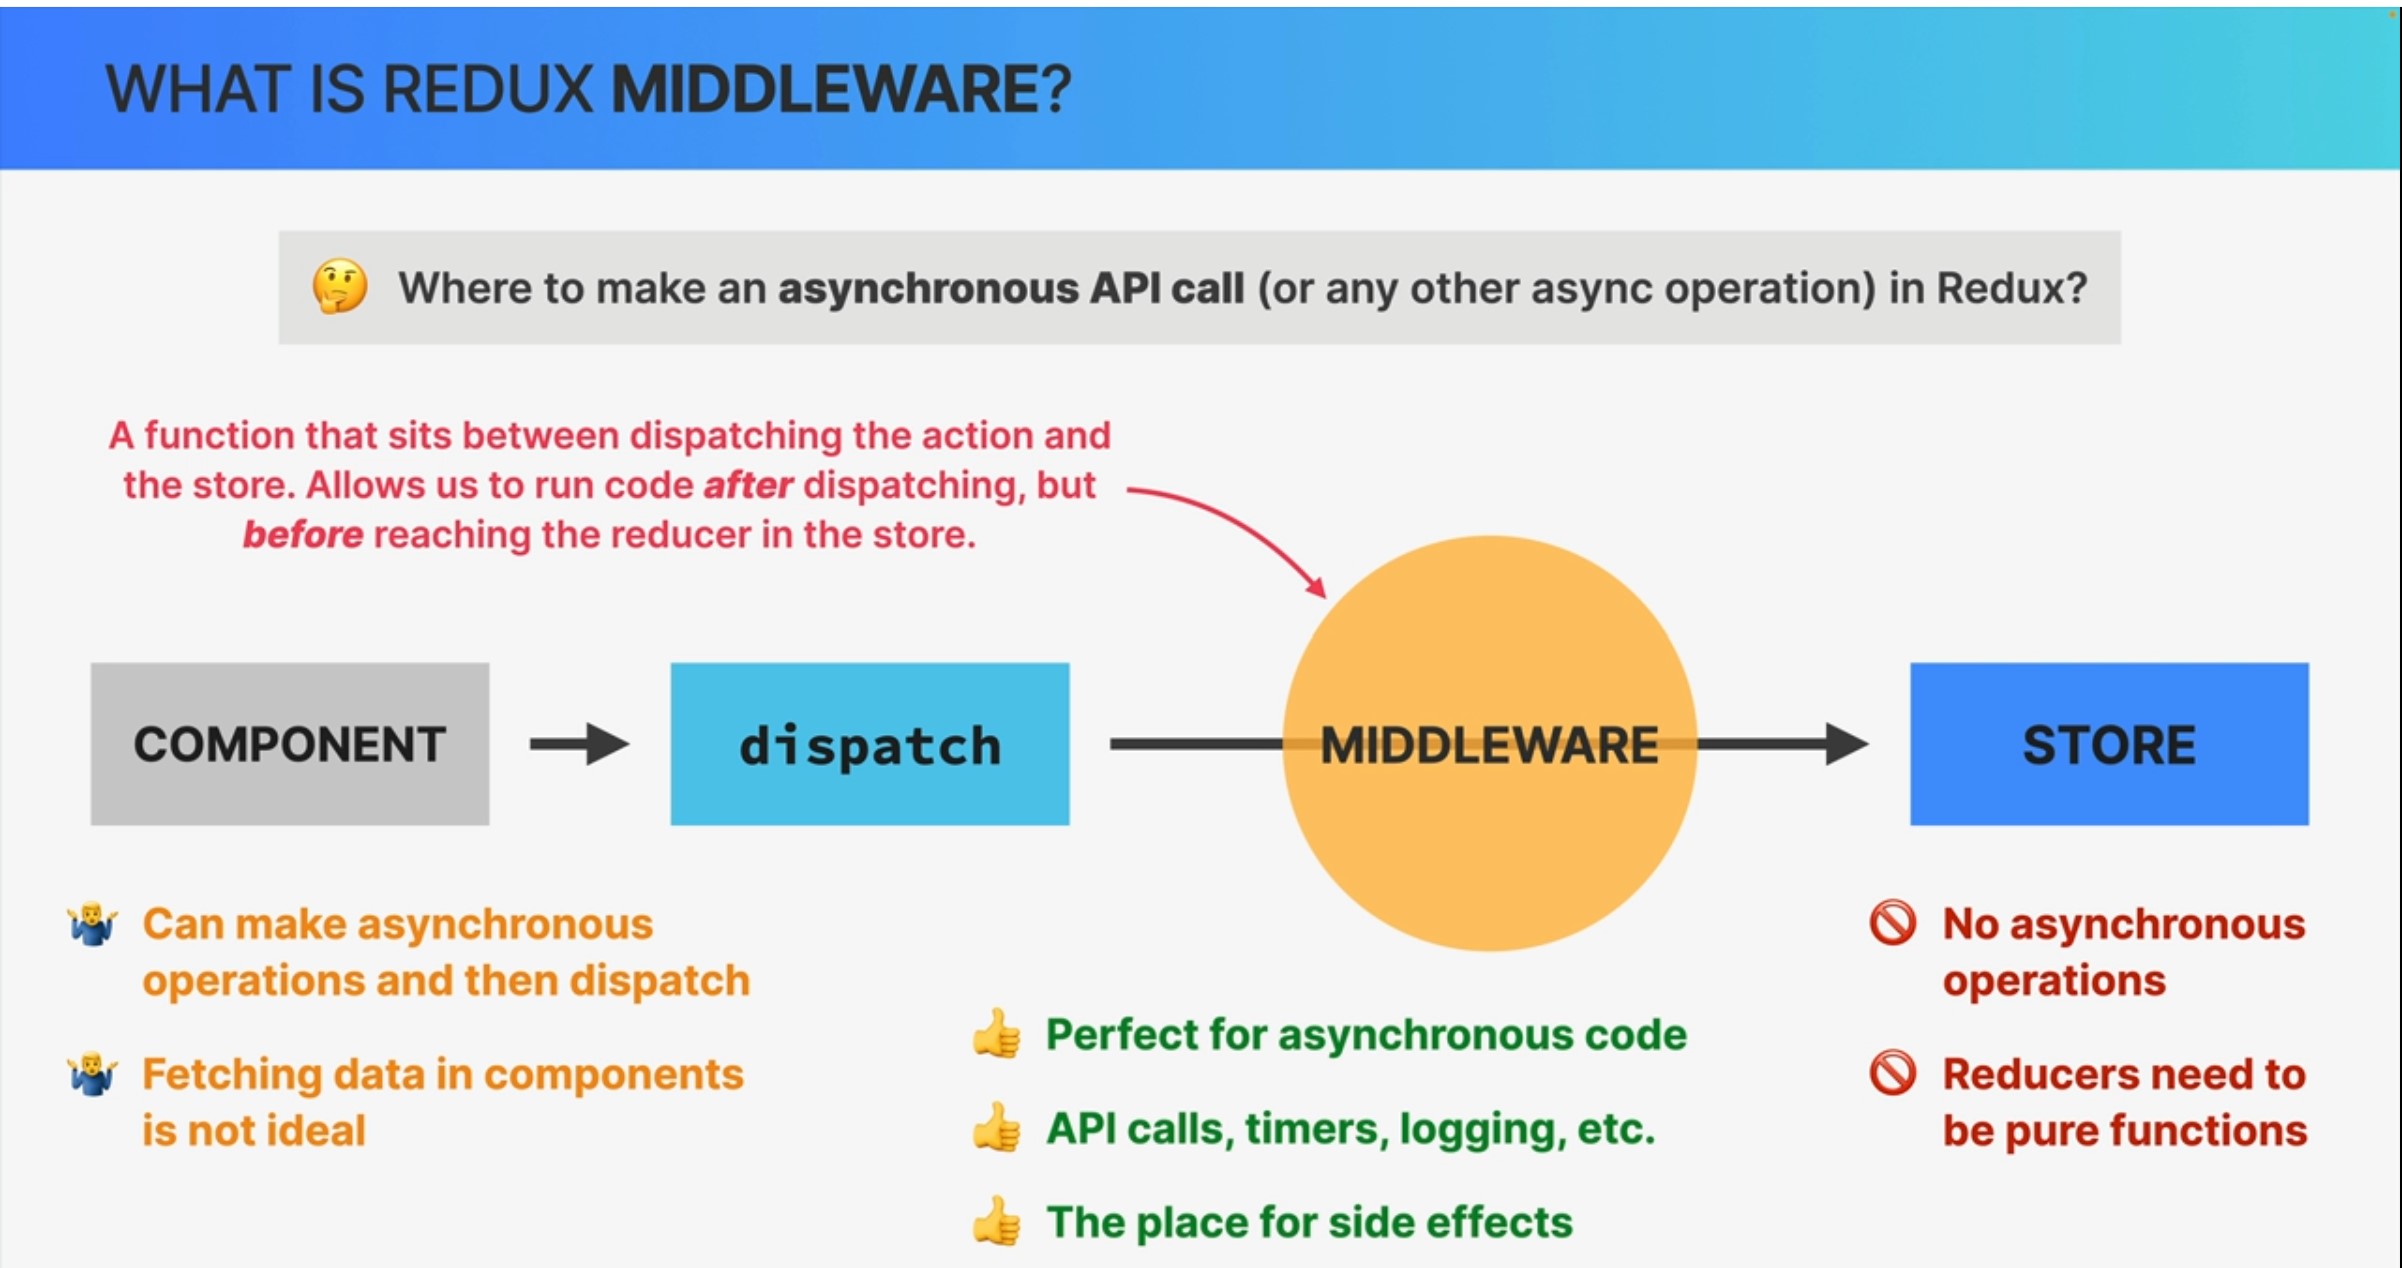 WHAT IS REDUX MIDDLEWARE?
🤔 Where to make an asynchronous API call (or any other async operation) in Redux?
A function that sits between dispatching the action and
the store. Allows us to run code after dispatching, but
before reaching the reducer in the store.
COMPONENT
dispatch
MIDDLEWARE
STORE
🤷‍♂️ Can make asynchronous
operations and then dispatch
🤷‍♂️ Fetching data in components
is not ideal
👍 Perfect for asynchronous code
👍 API calls, timers, logging, etc.
👍 The place for side effects
🚫 No asynchronous
operations
🚫 Reducers need to
be pure functions